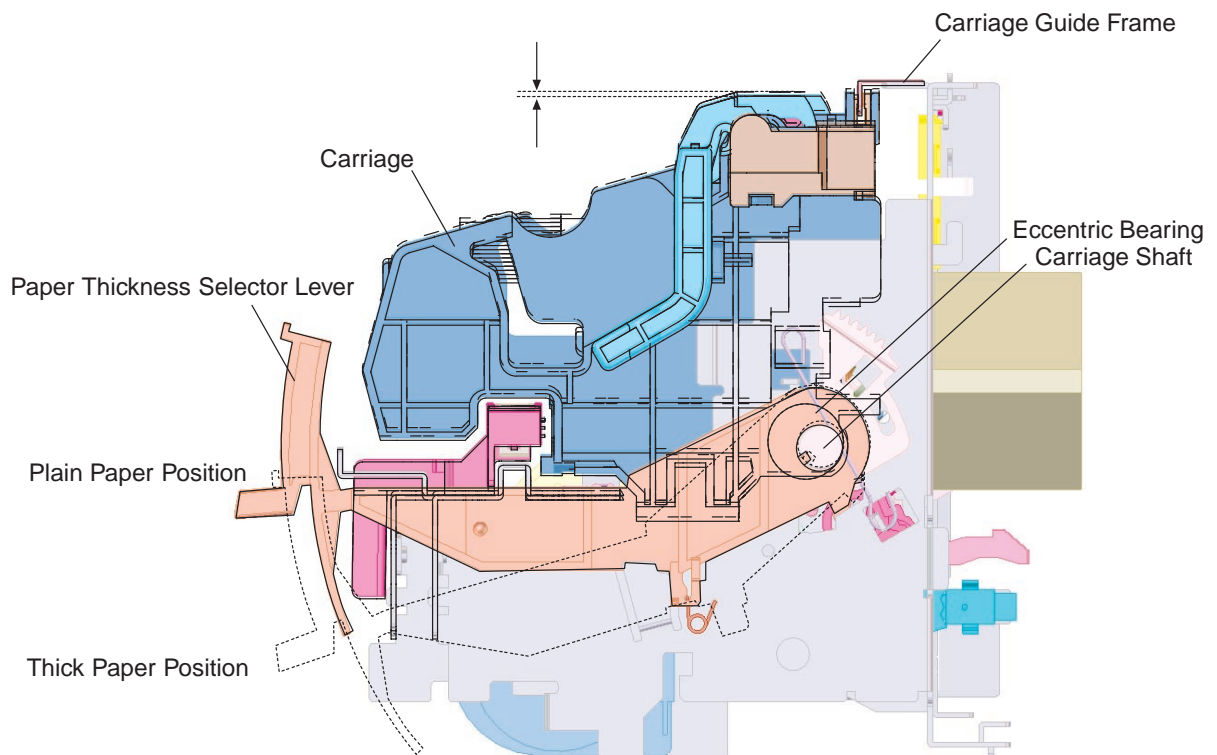 Carriage Guide Frame
Carriage
Eccentric Bearing
Carriage Shaft
Paper Thickness Selector Lever
Plain Paper Position
Thick Paper Position